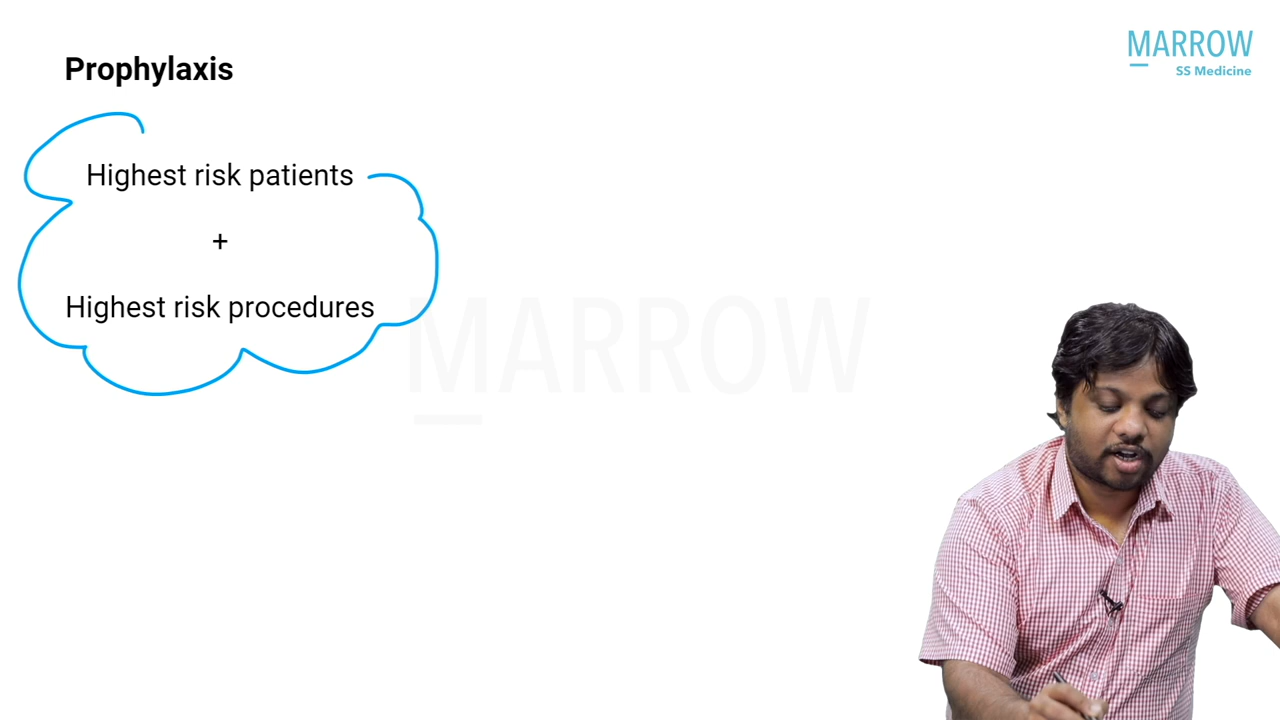 Prophylaxis
MARROW
SS Medicine
Highest risk patients
+
Highest risk procedures
MARROW